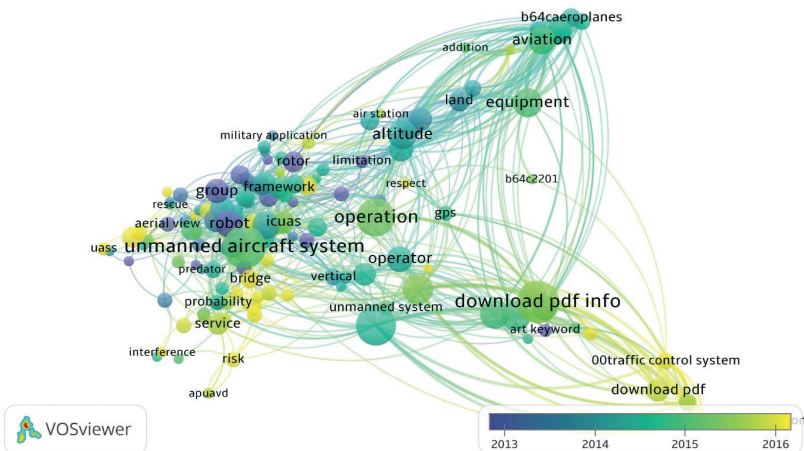 b64caeroplanes
aviation
addition
land
equipment
air station
altitude
military application
rotor
limitation
b64c2201
group
framework
respect
rescue
aerial view
robot
icuas
operation
gps
uass
unmanned aircraft system
operator
predator
bridge
vertical
probability
unmanned system
download pdf info
service
art keyword
interference
risk
00traffic control system
apuavd
download pdf
VOSviewer
2013
2014
2015
2016